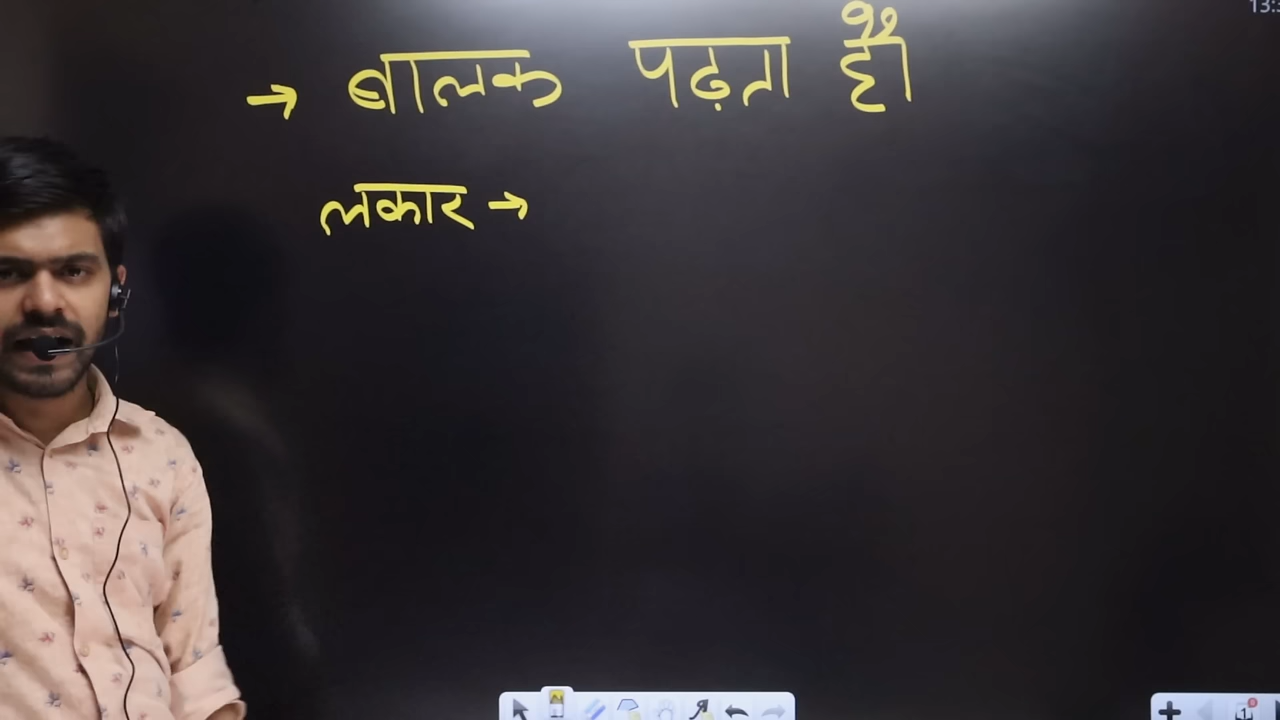 → बालक पढ़ता है।
लकार →